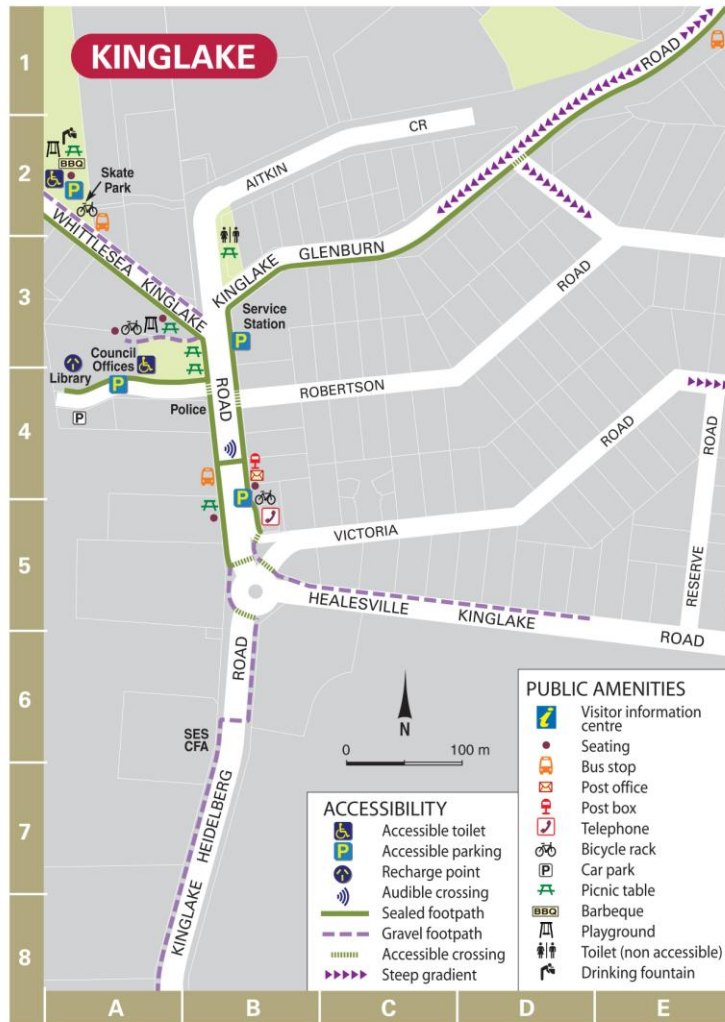 KINGLAKE
1
2
3
4
5
6
7
8
A
B
C
D
E
ROAD
CR
AITKIN
BBQ
P
Skate
Park
WHITTLESEA
KINGLAKE
KINGLAKE
GLENBURN
ROAD
Service
Station
P
Council
Offices
Library
P
P
Police
ROAD
ROBERTSON
ROAD
ROAD
P
VICTORIA
RESERVE
HEALESVILLE
KINGLAKE
ROAD
ROAD
SES
CFA
HEIDELBERG
KINGLAKE
N
0
100 m
ACCESSIBILITY
Accessible toilet
P Accessible parking
Recharge point
Audible crossing
Sealed footpath
Gravel footpath
Accessible crossing
Steep gradient
PUBLIC AMENITIES
i Visitor information
centre
Seating
Bus stop
Post office
Post box
Telephone
Bicycle rack
P Car park
Picnic table
BBQ Barbeque
Playground
Toilet (non accessible)
Drinking fountain